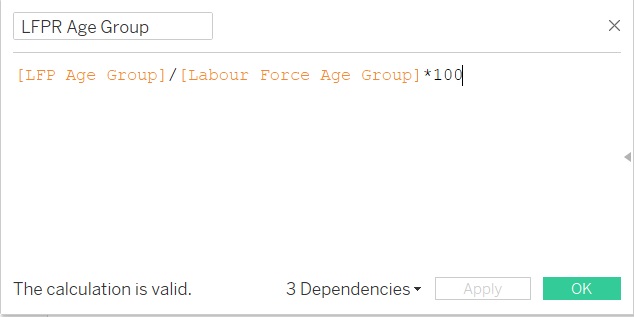 LFPR Age Group
[LFP Age Group]/[Labour Force Age Group]*100
The calculation is valid. 3 Dependencies Apply OK